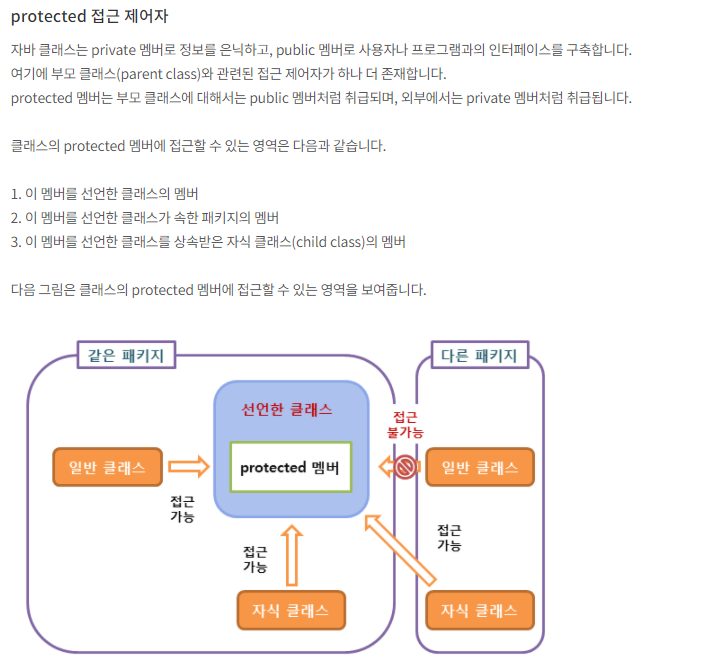 protected 접근 제어자
자바 클래스는 private 멤버로 정보를 은닉하고, public 멤버로 사용자나 프로그램과의 인터페이스를 구축합니다.
여기에 부모 클래스(parent class)와 관련된 접근 제어자가 하나 더 존재합니다.
protected 멤버는 부모 클래스에 대해서는 public 멤버처럼 취급되며, 외부에서는 private 멤버처럼 취급됩니다.
클래스의 protected 멤버에 접근할 수 있는 영역은 다음과 같습니다.
1. 이 멤버를 선언한 클래스의 멤버
2. 이 멤버를 선언한 클래스가 속한 패키지의 멤버
3. 이 멤버를 선언한 클래스를 상속받은 자식 클래스(child class)의 멤버
다음 그림은 클래스의 protected 멤버에 접근할 수 있는 영역을 보여줍니다.
같은 패키지
다른 패키지
선언한 클래스
접근
불가능
일반 클래스
protected 멤버
일반 클래스
접근
가능
접근
가능
접근
가능
자식 클래스
자식 클래스